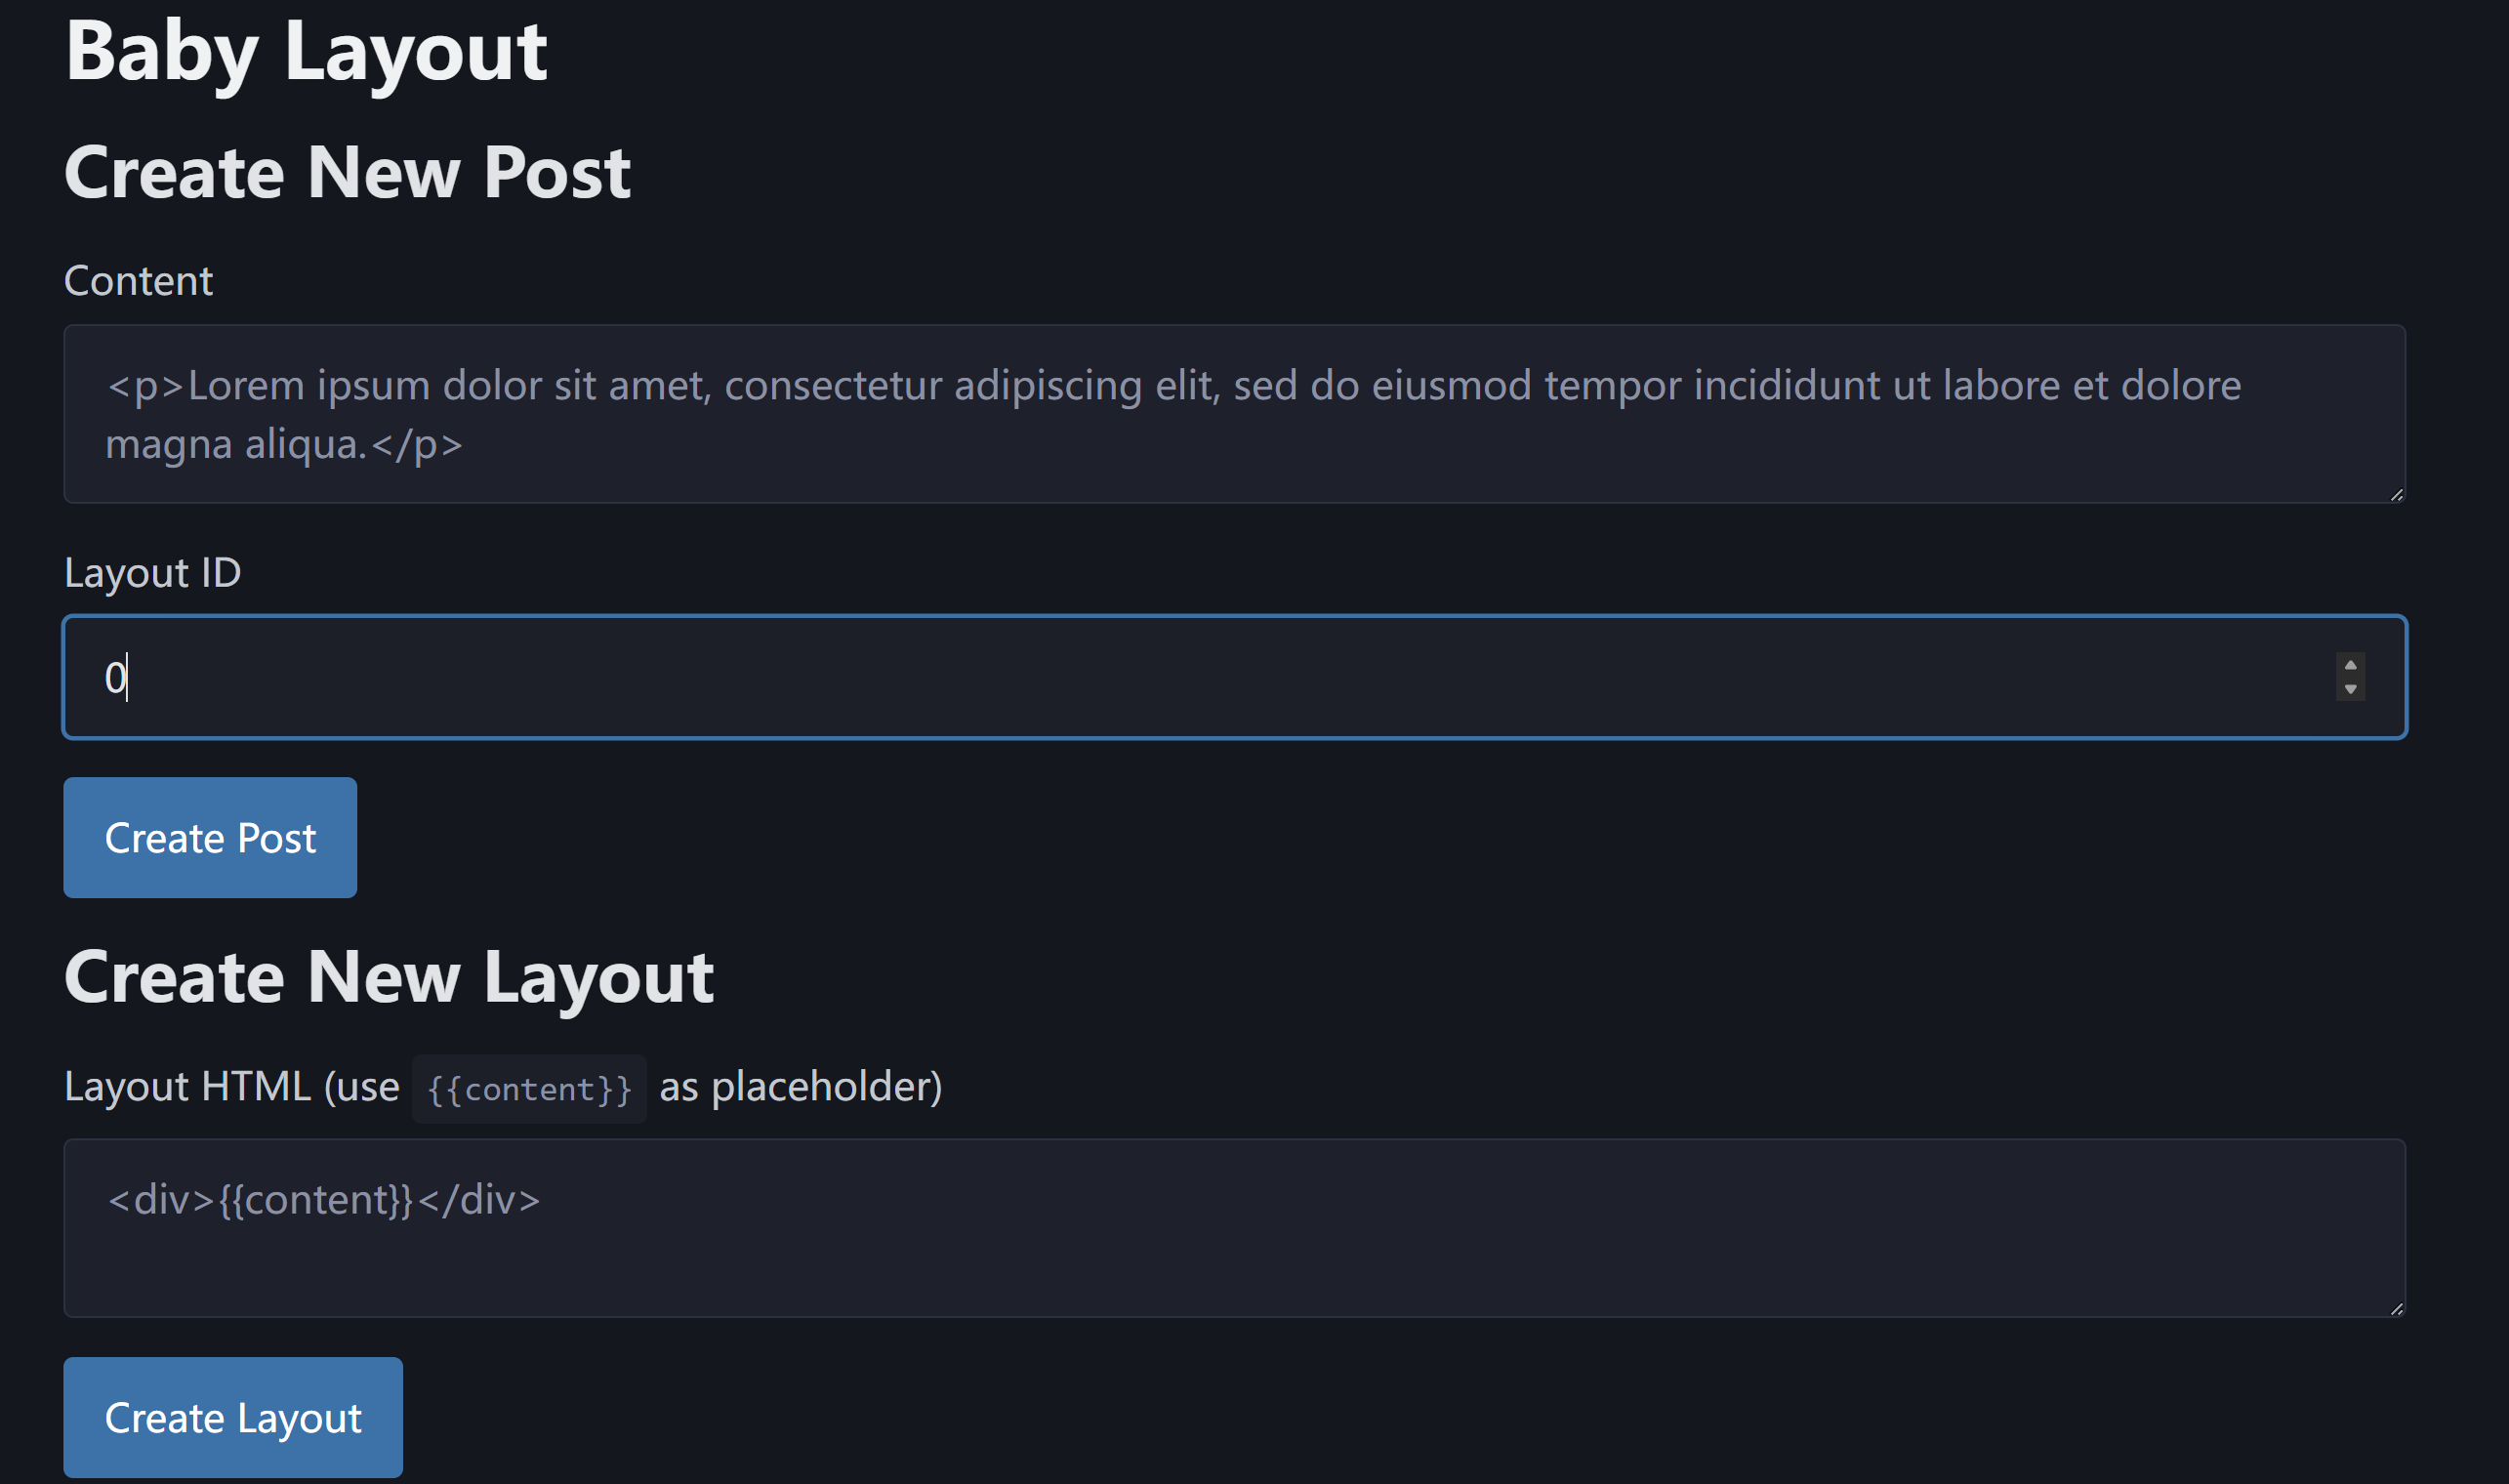 Baby Layout
Create New Post
Content
<p>Lorem ipsum dolor sit amet, consectetur adipiscing elit, sed do eiusmod tempor incididunt ut labore et dolore
magna aliqua.</p>
Layout ID
0
Create Post
Create New Layout
Layout HTML (use {{content}} as placeholder)
<div>{{content}}</div>
Create Layout